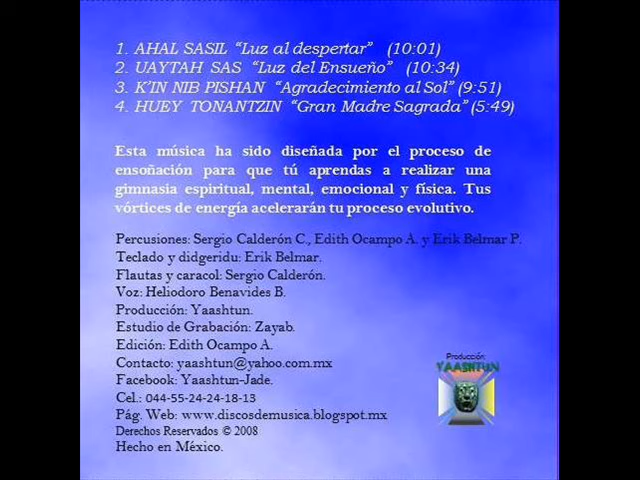 1. AHAL SASIL "Luz al despertar" (10:01)
2. UAYTAH SAS "Luz del Ensueño" (10:34)
3. K'IN NIB PISHAN "Agradecimiento al Sol" (9:51)
4. HUEY TONANTZIN "Gran Madre Sagrada" (5:49)
Esta música ha sido diseñada por el proceso de
ensoñación para que tú aprendas a realizar una
gimnasia espiritual, mental, emocional y física. Tus
vórtices de energía acelerarán tu proceso evolutivo.
Percusiones: Sergio Calderón C., Edith Ocampo A. y Erik Belmar P.
Teclado y didgeridu: Erik Belmar.
Flautas y caracol: Sergio Calderón.
Voz: Heliodoro Benavides B.
Producción: Yaashtun.
Estudio de Grabación: Zayab.
Edición: Edith Ocampo A.
Contacto: yaashtun@yahoo.com.mx
Facebook: Yaashtun-Jade.
Cel.: 044-55-24-24-18-13
Pág. Web: www.discosdemusica.blogspot.mx
Derechos Reservados © 2008
Hecho en México.
Producción
YAASHTUN